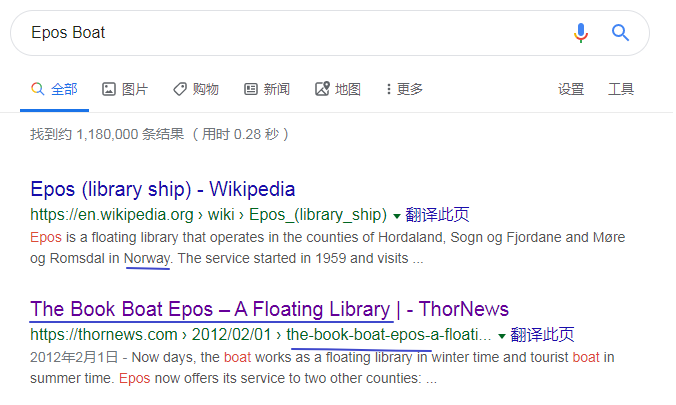 Epos Boat
全部 图片 购物 新闻 地图 更多 设置 工具
找到约 1,180,000 条结果 （用时 0.28 秒）
Epos (library ship) - Wikipedia
https://en.wikipedia.org › wiki › Epos_(library_ship) 翻译此页
Epos is a floating library that operates in the counties of Hordaland, Sogn og Fjordane and Møre
og Romsdal in Norway. The service started in 1959 and visits ...
The Book Boat Epos – A Floating Library | - ThorNews
https://thornews.com › 2012/02/01 › the-book-boat-epos-a-floati... 翻译此页
2012年2月1日 - Now days, the boat works as a floating library in winter time and tourist boat in
summer time. Epos now offers its service to two other counties: ...